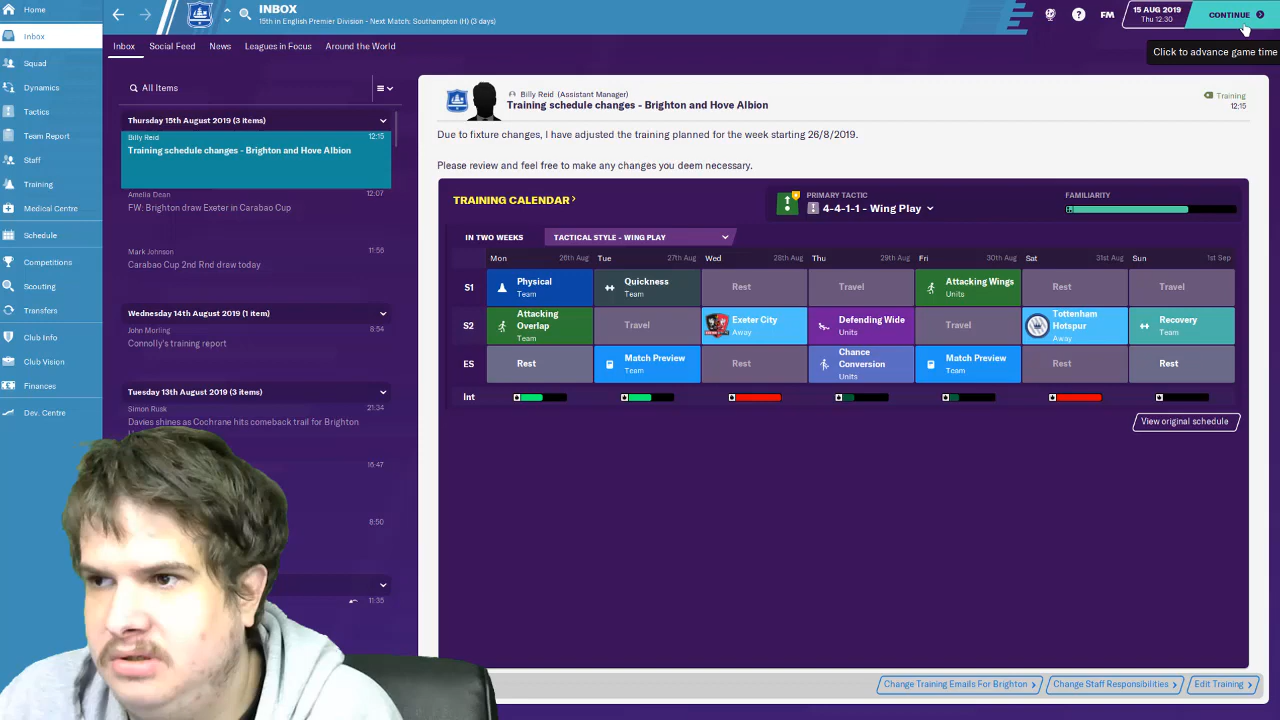 Home
Inbox
Squad
Dynamics
Tactics
Team Report
Staff
Training
Medical Centre
Schedule
Competitions
Scouting
Transfers
Club Info
Club Vision
Finances
Dev. Centre
INBOX
15th in English Premier Division - Next Match: Southampton (H) (3 days)
?
FM
15 AUG 2019
Thu 12:30
CONTINUE
Click to advance game time
Inbox Social Feed News Leagues in Focus Around the World
All Items
Thursday 15th August 2019 (3 items)
Billy Reid 12:15
Training schedule changes - Brighton and Hove Albion
Amelia Dean 12:07
FW: Brighton draw Exeter in Carabao Cup
Mark Johnson 11:56
Carabao Cup 2nd Rnd draw today
Wednesday 14th August 2019 (1 item)
John Morling 8:54
Connolly's training report
Tuesday 13th August 2019 (3 items)
Simon Rusk 21:34
Davies shines as Cochrane hits comeback trail for Brighton
16:47
8:50
11:35
Billy Reid (Assistant Manager)
Training schedule changes - Brighton and Hove Albion
Training
12:15
Due to fixture changes, I have adjusted the training planned for the week starting 26/8/2019.
Please review and feel free to make any changes you deem necessary.
TRAINING CALENDAR
PRIMARY TACTIC
4-4-1-1 - Wing Play
FAMILIARITY
IN TWO WEEKS
TACTICAL STYLE - WING PLAY
Mon 26th Aug Tue 27th Aug Wed 28th Aug Thu 29th Aug Fri 30th Aug Sat 31st Aug Sun 1st Sep
S1
Physical
Team
Quickness
Team
Rest
Travel
Attacking Wings
Units
Rest
Travel
S2
Attacking
Overlap
Team
Travel
Exeter City
Away
Defending Wide
Units
Travel
Tottenham
Hotspur
Away
Recovery
Team
ES
Rest
Match Preview
Team
Rest
Chance
Conversion
Units
Match Preview
Team
Rest
Rest
Int
View original schedule
Change Training Emails For Brighton
Change Staff Responsibilities
Edit Training